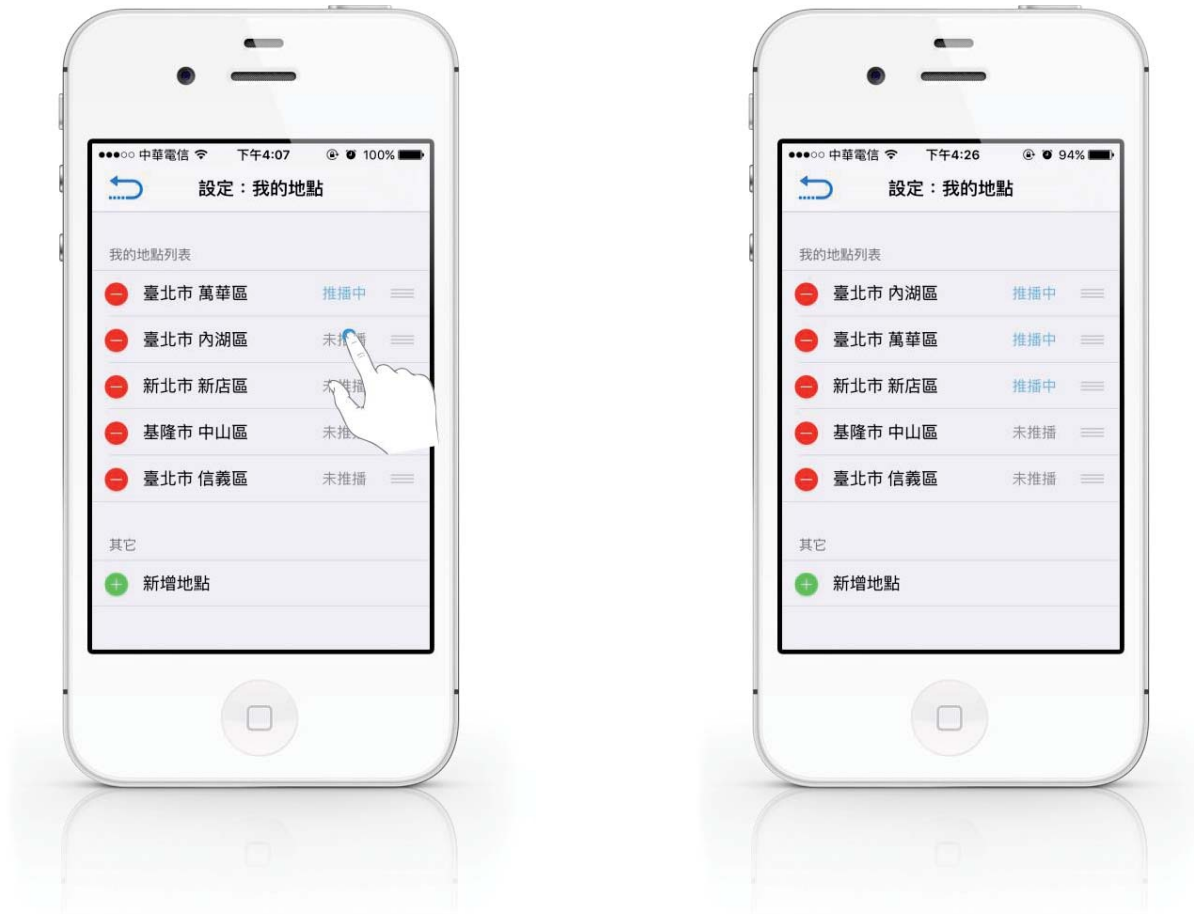 中華電信 下午4:07 100%
設定：我的地點
我的地點列表
臺北市 萬華區 推播中
臺北市 內湖區 未推播
新北市 新店區 未推播
基隆市 中山區 未推播
臺北市 信義區 未推播
其它
新增地點
中華電信 下午4:26 94%
設定：我的地點
我的地點列表
臺北市 內湖區 推播中
臺北市 萬華區 推播中
新北市 新店區 推播中
基隆市 中山區 未推播
臺北市 信義區 未推播
其它
新增地點